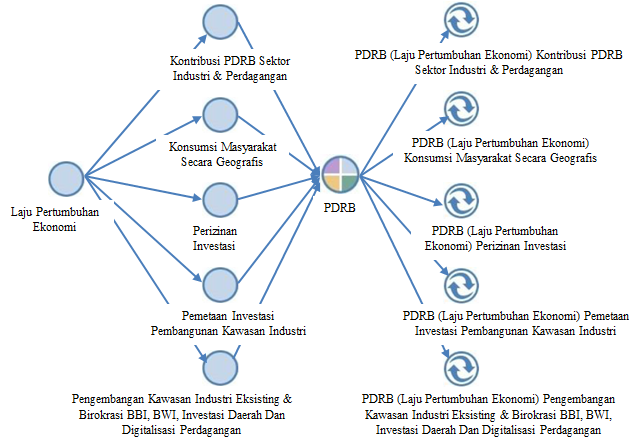 Kontribusi PDRB Sektor
Industri & Perdagangan
PDRB (Laju Pertumbuhan Ekonomi) Kontribusi PDRB
Sektor Industri & Perdagangan
Konsumsi Masyarakat
Secara Geografis
PDRB (Laju Pertumbuhan Ekonomi)
Konsumsi Masyarakat Secara Geografis
Laju Pertumbuhan
Ekonomi
PDRB
Perizinan
Investasi
PDRB (Laju Pertumbuhan
Ekonomi) Perizinan Investasi
Pemetaan Investasi
Pembangunan Kawasan Industri
PDRB (Laju Pertumbuhan Ekonomi) Pemetaan
Investasi Pembangunan Kawasan Industri
Pengembangan Kawasan Industri Eksisting &
Birokrasi BBI, BWI, Investasi Daerah Dan
Digitalisasi Perdagangan
PDRB (Laju Pertumbuhan Ekonomi) Pengembangan
Kawasan Industri Eksisting & Birokrasi BBI, BWI,
Investasi Daerah Dan Digitalisasi Perdagangan